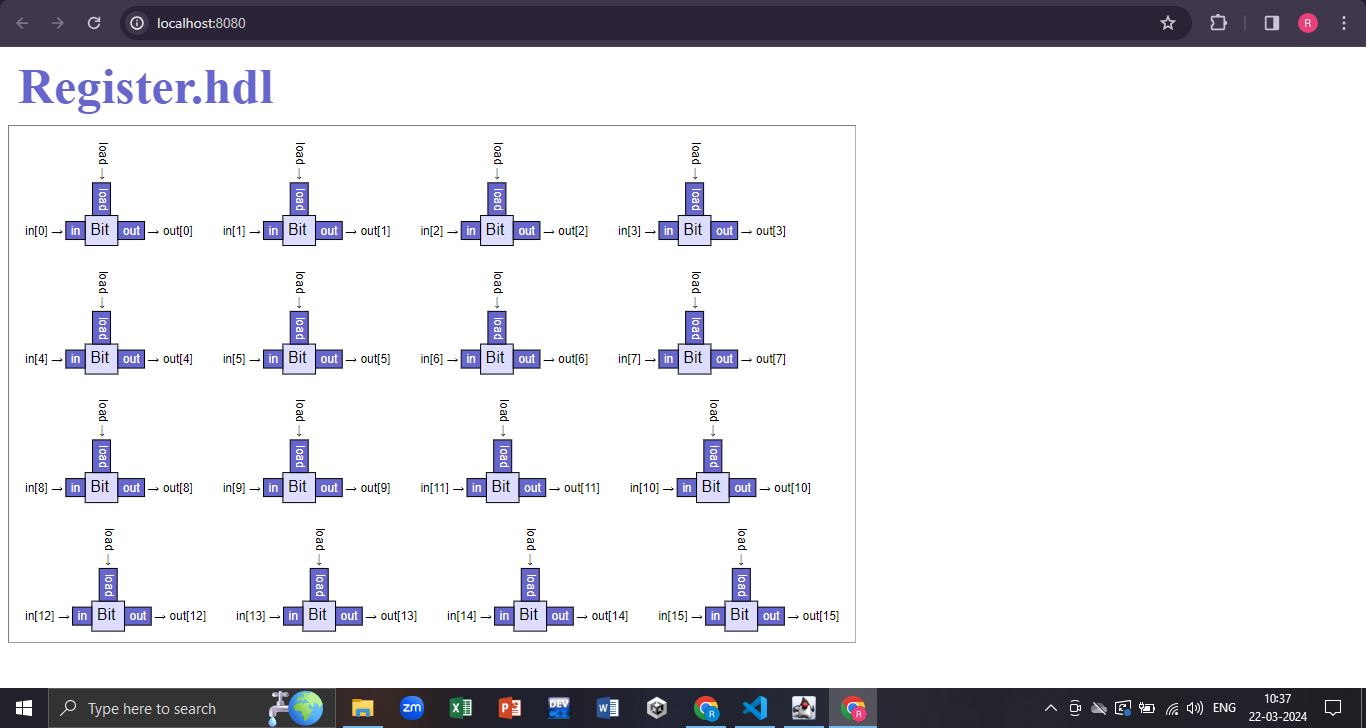 localhost:8080
R
Register.hdl
load → load → load → load →
load load load load
in[0] → in Bit out → out[0] in[1] → in Bit out → out[1] in[2] → in Bit out → out[2] in[3] → in Bit out → out[3]
load → load → load → load →
load load load load
in[4] → in Bit out → out[4] in[5] → in Bit out → out[5] in[6] → in Bit out → out[6] in[7] → in Bit out → out[7]
load → load → load → load →
load load load load
in[8] → in Bit out → out[8] in[9] → in Bit out → out[9] in[11] → in Bit out → out[11] in[10] → in Bit out → out[10]
load → load → load → load →
load load load load
in[12] → in Bit out → out[12] in[13] → in Bit out → out[13] in[14] → in Bit out → out[14] in[15] → in Bit out → out[15]
Type here to search
zm
DEV
ENG
10:37
22-03-2024